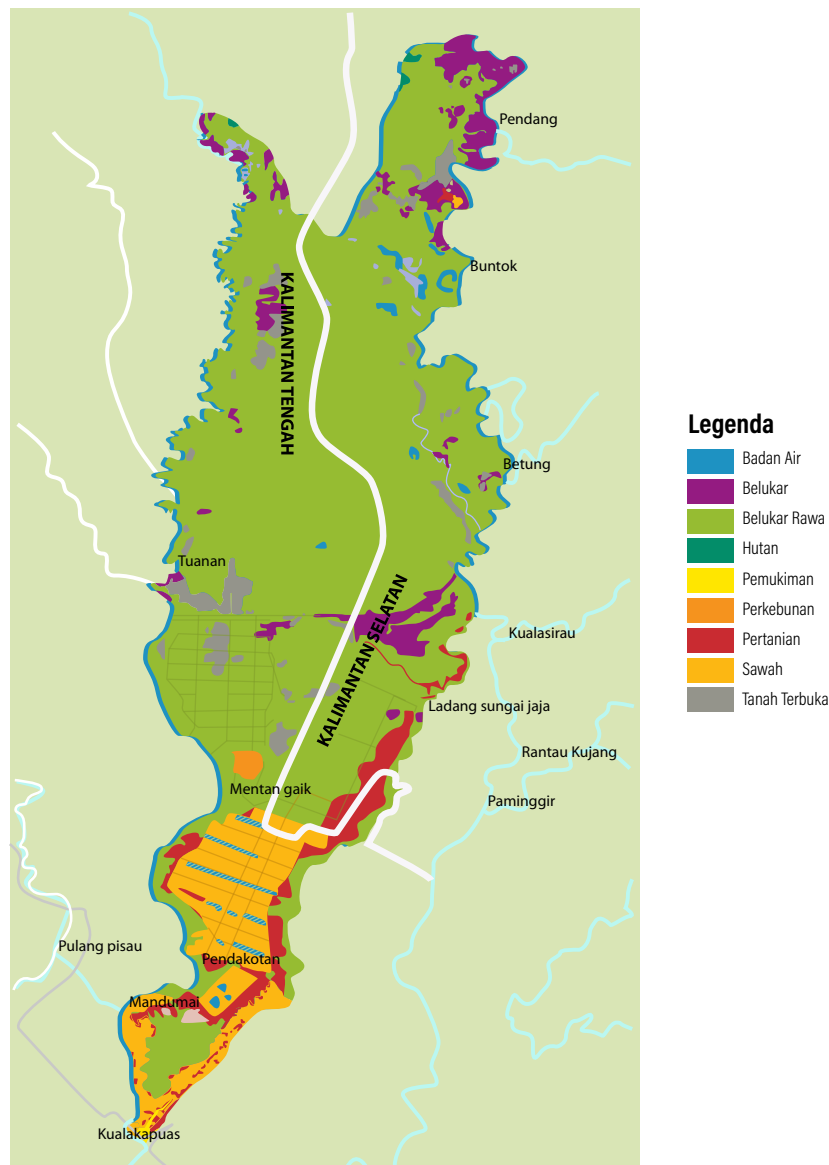 Pendang
Buntok
KALIMANTAN TENGAH
Betung
Tuanan
KALIMANTAN SELATAN
Kualasirau
Ladang sungai jaja
Rantau Kujang
Mentan gaik
Paminggir
Pulang pisau
Pendakotan
Mandumai
Kualakapuas
Legenda
Badan Air
Belukar
Belukar Rawa
Hutan
Pemukiman
Perkebunan
Pertanian
Sawah
Tanah Terbuka